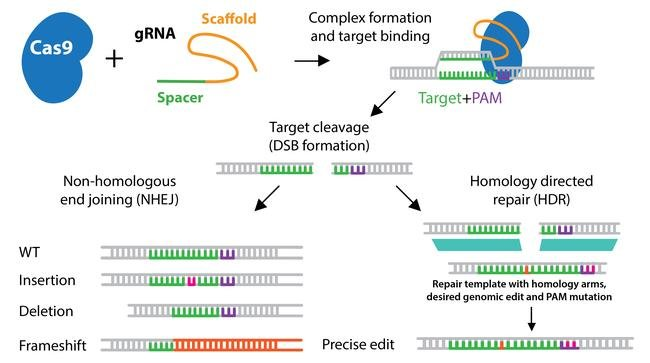 Cas9
+
gRNA
Scaffold
Spacer
Complex formation
and target binding
Target+PAM
Target cleavage
(DSB formation)
Non-homologous
end joining (NHEJ)
WT
Insertion
Deletion
Frameshift
Homology directed
repair (HDR)
Repair template with homology arms,
desired genomic edit and PAM mutation
Precise edit